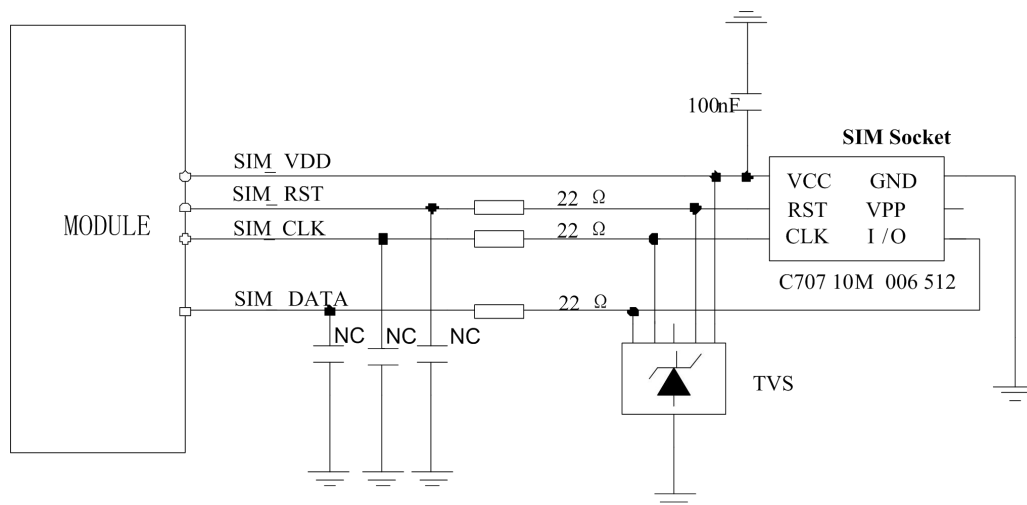 100nF
SIM Socket
SIM_VDD
VCC GND
SIM_RST
22 Ω
RST VPP
MODULE
SIM_CLK
22 Ω
CLK I/O
C707 10M 006 512
SIM_DATA
22 Ω
NC
NC
NC
TVS